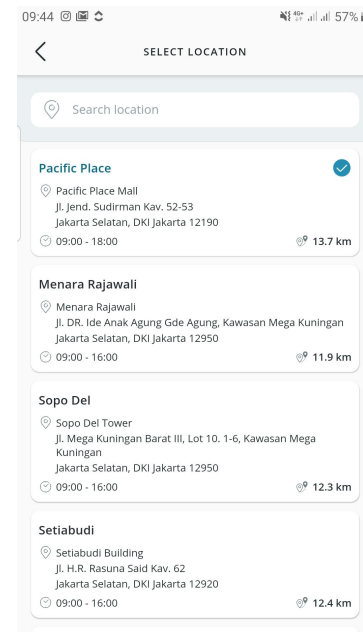 09:44 57%
SELECT LOCATION
Search location
Pacific Place
Pacific Place Mall
Jl. Jend. Sudirman Kav. 52-53
Jakarta Selatan, DKI Jakarta 12190
09:00 - 18:00 13.7 km
Menara Rajawali
Menara Rajawali
Jl. DR. Ide Anak Agung Gde Agung, Kawasan Mega Kuningan
Jakarta Selatan, DKI Jakarta 12950
09:00 - 16:00 11.9 km
Sopo Del
Sopo Del Tower
Jl. Mega Kuningan Barat III, Lot 10. 1-6, Kawasan Mega
Kuningan
Jakarta Selatan, DKI Jakarta 12950
09:00 - 16:00 12.3 km
Setiabudi
Setiabudi Building
Jl. H.R. Rasuna Said Kav. 62
Jakarta Selatan, DKI Jakarta 12920
09:00 - 16:00 12.4 km